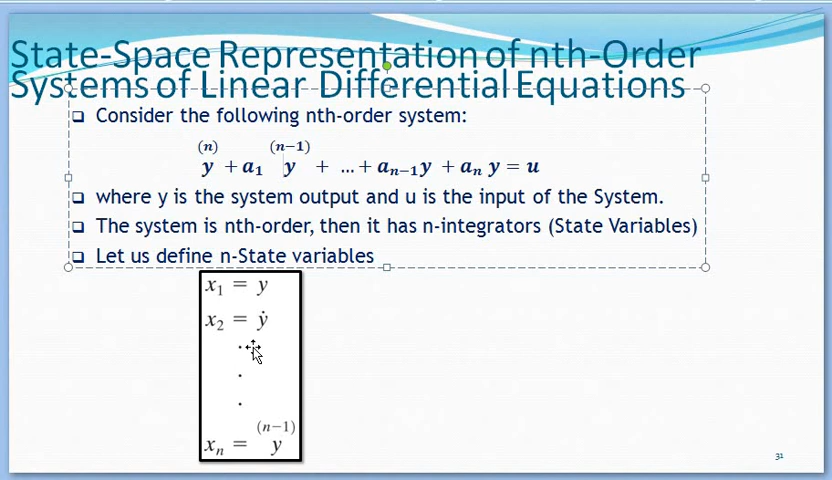 State-Space Representation of nth-Order
Systems of Linear Differential Equations
❑ Consider the following nth-order system:
(n) (n−1)
y + a₁ y + ...+ aₙ₋₁y + aₙ y = u
❑ where y is the system output and u is the input of the System.
❑ The system is nth-order, then it has n-integrators (State Variables)
❑ Let us define n-State variables
x₁ = y
x₂ = ẏ
.
.
.
(n−1)
xₙ = y
31